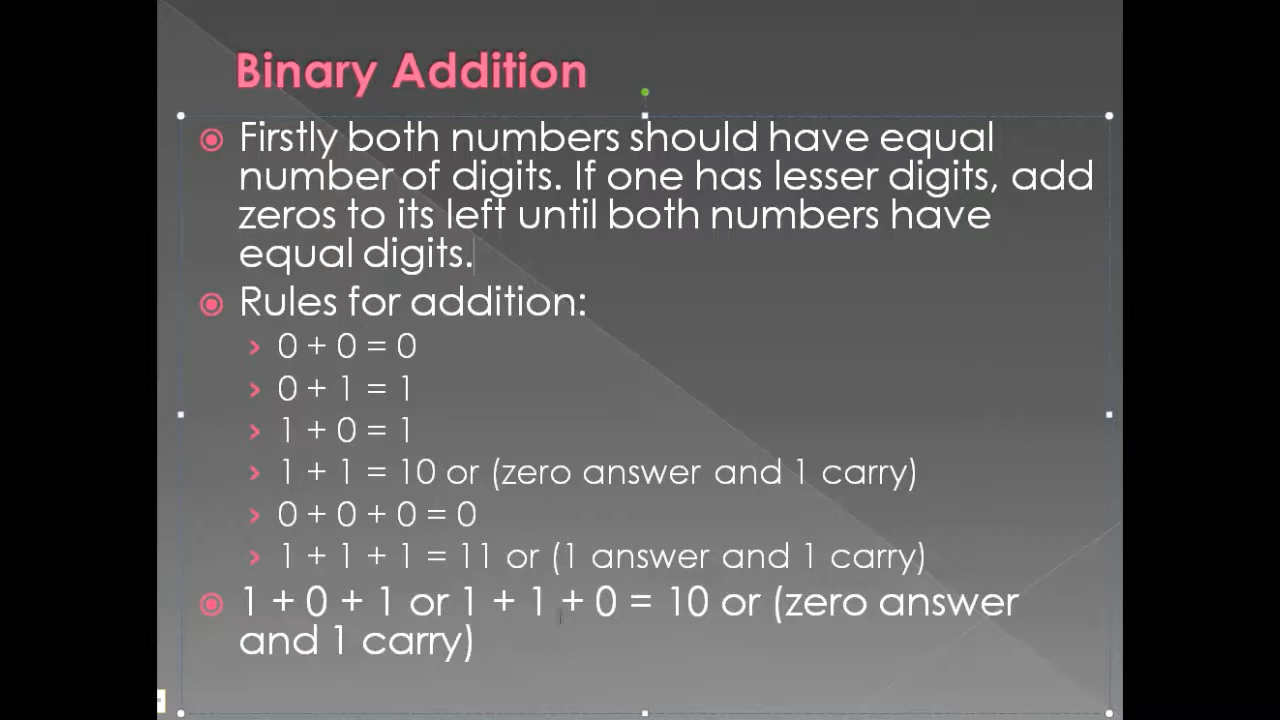 Binary Addition
Firstly both numbers should have equal
number of digits. If one has lesser digits, add
zeros to its left until both numbers have
equal digits.
Rules for addition:
0 + 0 = 0
0 + 1 = 1
1 + 0 = 1
1 + 1 = 10 or (zero answer and 1 carry)
0 + 0 + 0 = 0
1 + 1 + 1 = 11 or (1 answer and 1 carry)
1 + 0 + 1 or 1 + 1 + 0 = 10 or (zero answer
and 1 carry)